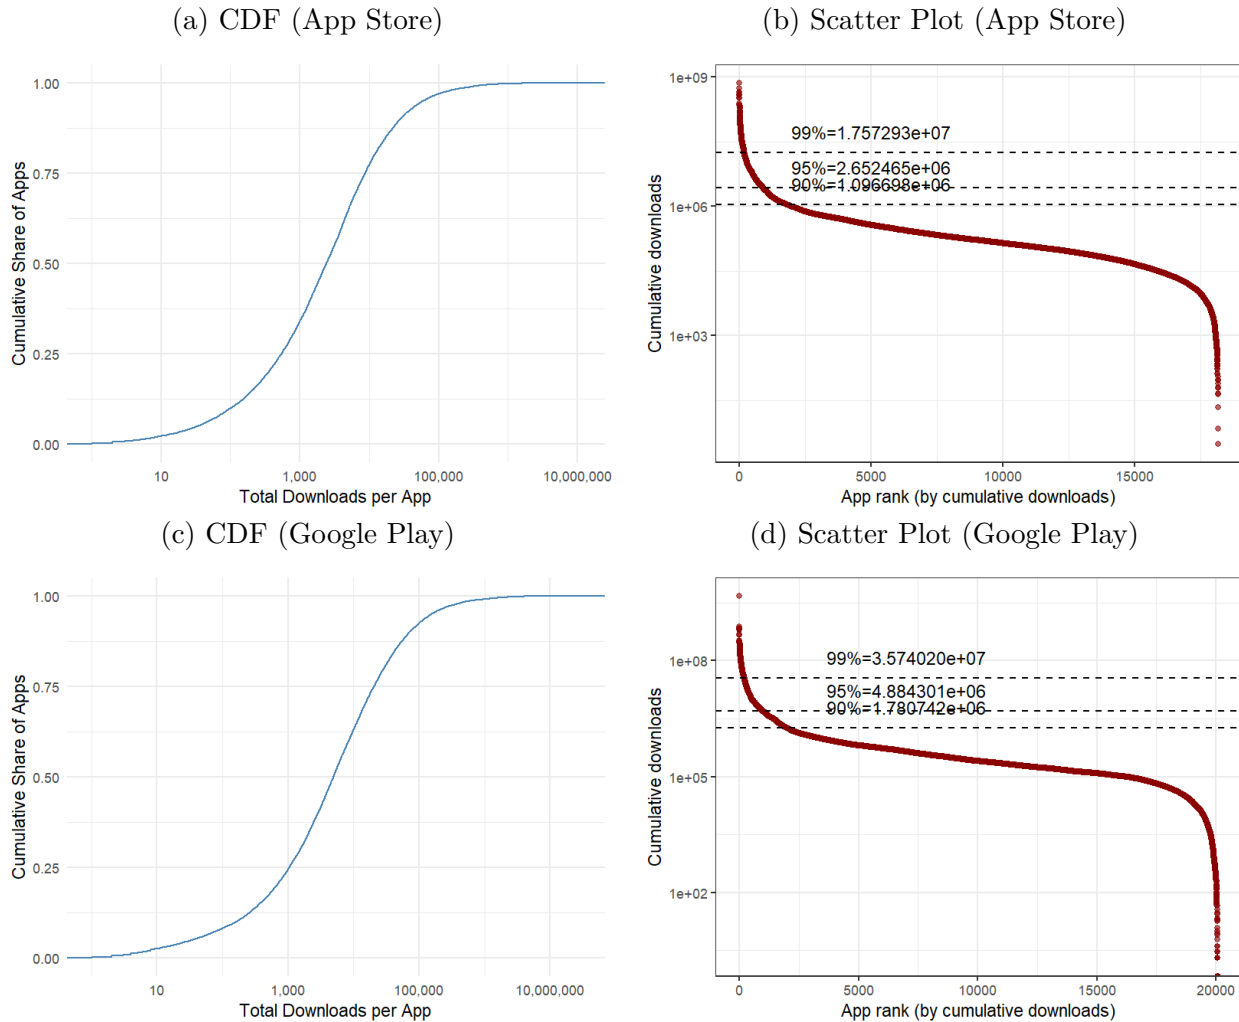 (a) CDF (App Store)
1.00
0.75
0.50
0.25
0.00
Cumulative Share of Apps
10
1,000
100,000
10,000,000
Total Downloads per App
(b) Scatter Plot (App Store)
1e+09
1e+06
1e+03
Cumulative downloads
99%=1.757293e+07
95%=2.652465e+06
90%=1.096698e+06
0
5000
10000
15000
App rank (by cumulative downloads)
(c) CDF (Google Play)
1.00
0.75
0.50
0.25
0.00
Cumulative Share of Apps
10
1,000
100,000
10,000,000
Total Downloads per App
(d) Scatter Plot (Google Play)
1e+08
1e+05
1e+02
Cumulative downloads
99%=3.574020e+07
95%=4.884301e+06
90%=1.780742e+06
0
5000
10000
15000
20000
App rank (by cumulative downloads)